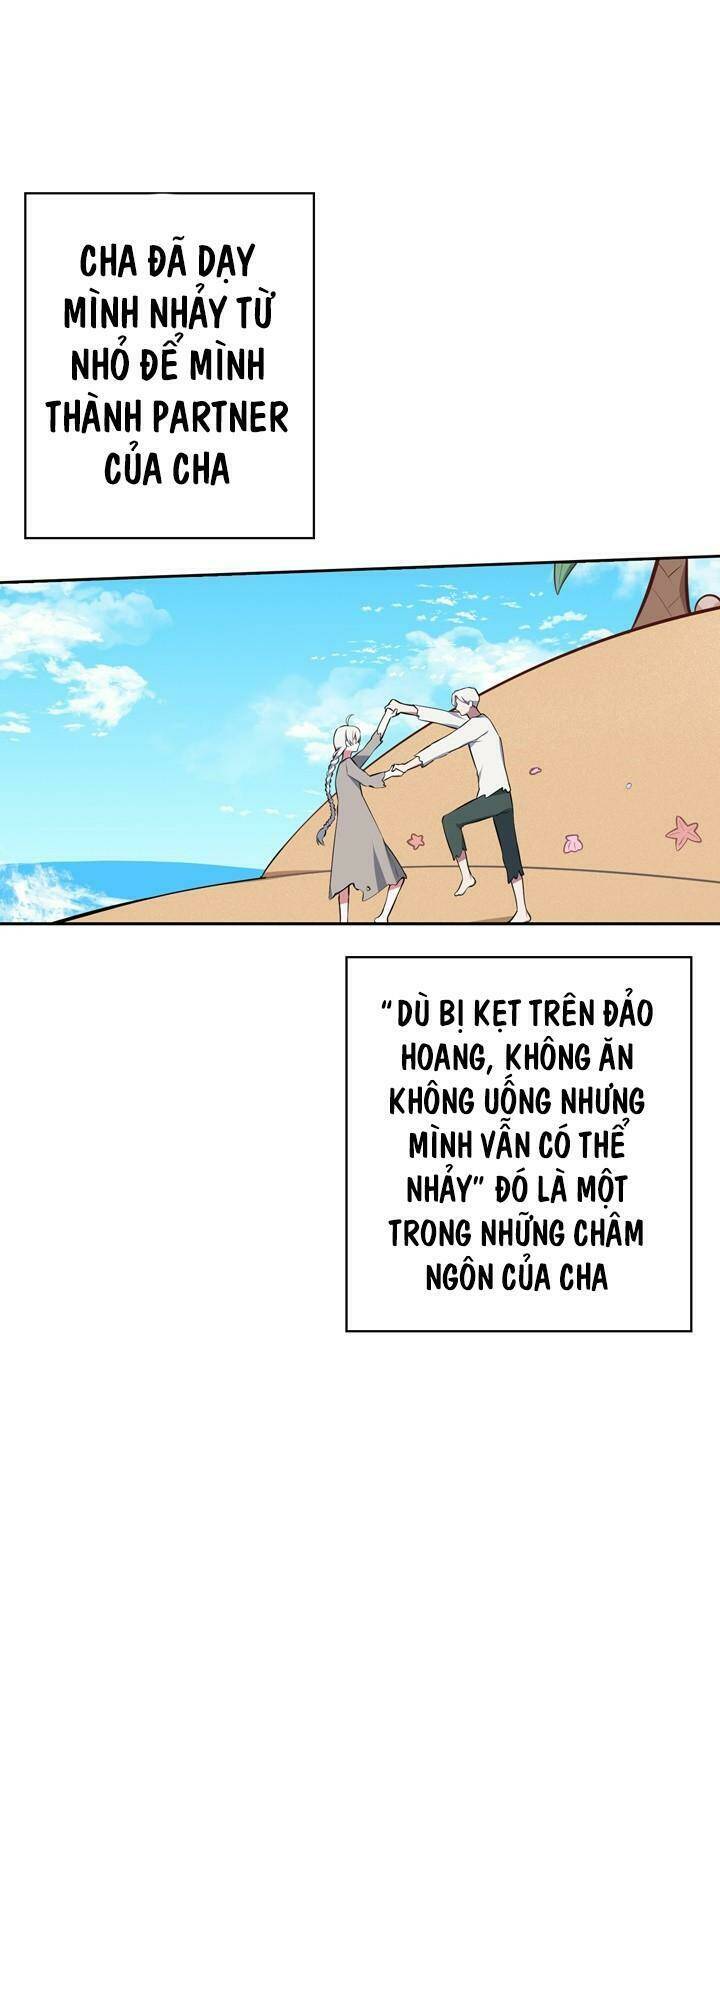 CHA ĐÃ DẠY
MÌNH NHẢY TỪ
NHỎ ĐỂ MÌNH
THÀNH PARTNER
CỦA CHA
“DÙ BỊ KẸT TRÊN ĐẢO
HOANG, KHÔNG ĂN
KHÔNG UỐNG NHƯNG
MÌNH VẪN CÓ THỂ
NHẢY” ĐÓ LÀ MỘT
TRONG NHỮNG CHÂM
NGÔN CỦA CHA